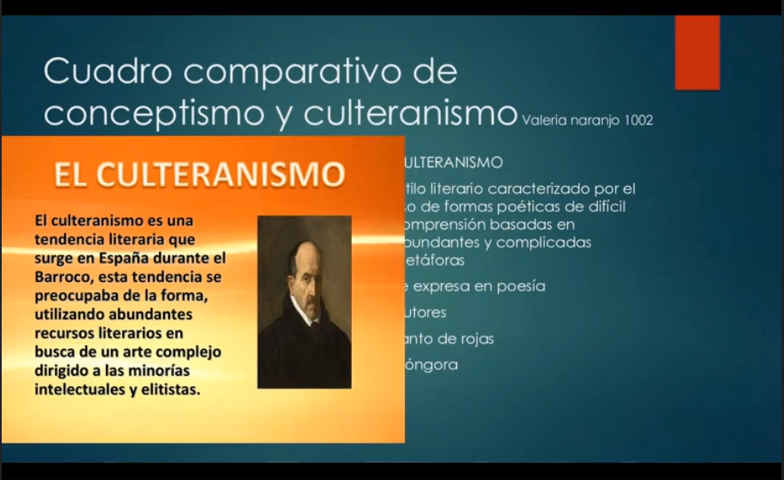 Cuadro comparativo de
conceptismo y culteranismo Valeria naranjo 1002
EL CULTERANISMO
El culteranismo es una
tendencia literaria que
surge en España durante el
Barroco, esta tendencia se
preocupaba de la forma,
utilizando abundantes
recursos literarios en
busca de un arte complejo
dirigido a las minorías
intelectuales y elitistas.
ULTERANISMO
tilo literario caracterizado por el
o de formas poéticas de difícil
omprensión basadas en
bundantes y complicadas
etáforas
e expresa en poesía
utores
anto de rojas
óngora